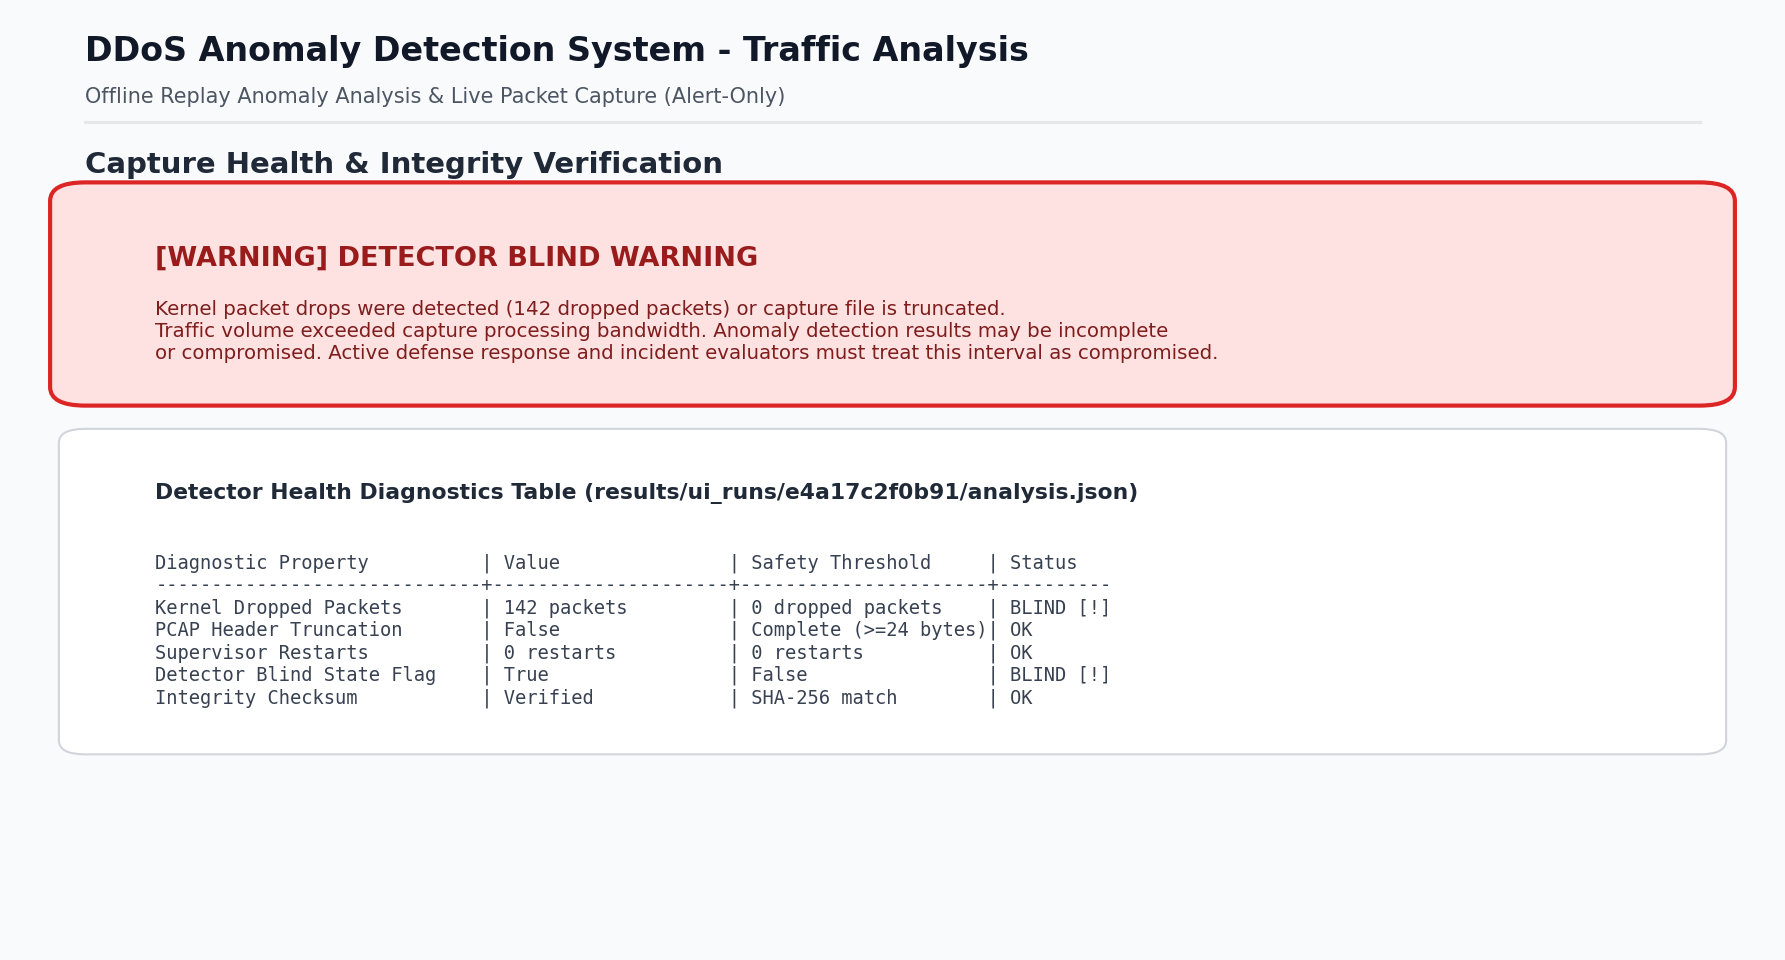 DDoS Anomaly Detection System - Traffic Analysis
Offline Replay Anomaly Analysis & Live Packet Capture (Alert-Only)
Capture Health & Integrity Verification
[WARNING] DETECTOR BLIND WARNING
Kernel packet drops were detected (142 dropped packets) or capture file is truncated.
Traffic volume exceeded capture processing bandwidth. Anomaly detection results may be incomplete
or compromised. Active defense response and incident evaluators must treat this interval as compromised.
Detector Health Diagnostics Table (results/ui_runs/e4a17c2f0b91/analysis.json)
Diagnostic Property          | Value               | Safety Threshold     | Status
-----------------------------+---------------------+----------------------+----------
Kernel Dropped Packets       | 142 packets         | 0 dropped packets    | BLIND [!]
PCAP Header Truncation       | False               | Complete (>=24 bytes)| OK
Supervisor Restarts          | 0 restarts          | 0 restarts           | OK
Detector Blind State Flag    | True                | False                | BLIND [!]
Integrity Checksum           | Verified            | SHA-256 match        | OK